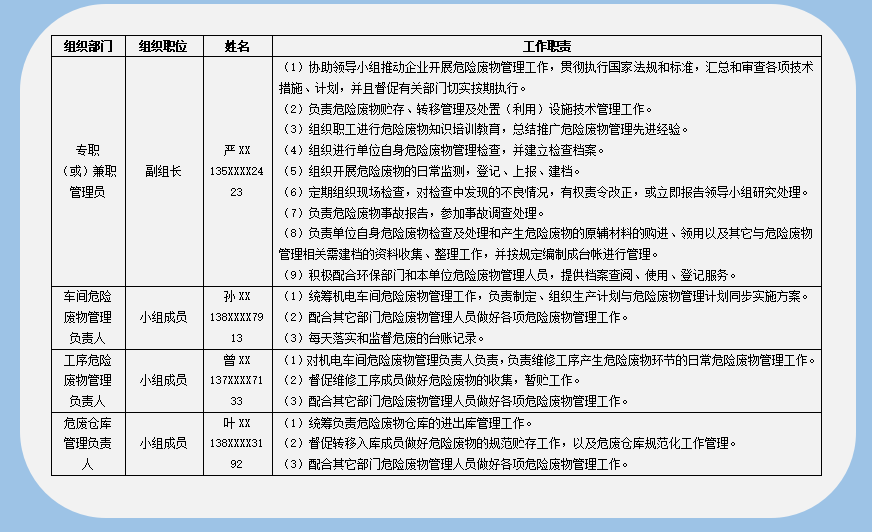 组织部门 组织职位 姓名 工作职责
专职
（或）兼职
管理员
副组长
严 XX
135XXXX24
23
（1）协助领导小组推动企业开展危险废物管理工作，贯彻执行国家法规和标准，汇总和审查各项技术
措施、计划，并且督促有关部门切实按期执行。
（2）负责危险废物贮存、转移管理及处置（利用）设施技术管理工作。
（3）组织职工进行危险废物知识培训教育，总结推广危险废物管理先进经验。
（4）组织进行单位自身危险废物管理检查，并建立检查档案。
（5）组织开展危险废物的日常监测，登记、上报、建档。
（6）定期组织现场检查，对检查中发现的不良情况，有权责令改正，或立即报告领导小组研究处理。
（7）负责危险废物事故报告，参加事故调查处理。
（8）负责单位自身危险废物检查及处理和产生危险废物的原辅材料的购进、领用以及其它与危险废物
管理相关需建档的资料收集、整理工作，并按规定编制成台帐进行管理。
（9）积极配合环保部门和本单位危险废物管理人员，提供档案查阅、使用、登记服务。
车间危险
废物管理
负责人
小组成员
孙 XX
138XXXX79
13
（1）统筹机电车间危险废物管理工作，负责制定、组织生产计划与危险废物管理计划同步实施方案。
（2）配合其它部门危险废物管理人员做好各项危险废物管理工作。
（3）每天落实和监督危废的台账记录。
工序危险
废物管理
负责人
小组成员
曾 XX
137XXXX71
33
（1）对机电车间危险废物管理负责人负责，负责维修工序产生危险废物环节的日常危险废物管理工作。
（2）督促维修工序成员做好危险废物的收集，暂贮工作。
（3）配合其它部门危险废物管理人员做好各项危险废物管理工作。
危废仓库
管理负责
人
小组成员
叶 XX
138XXXX31
92
（1）统筹负责危险废物仓库的进出库管理工作。
（2）督促转移入库成员做好危险废物的规范贮存工作，以及危废仓库规范化工作管理。
（3）配合其它部门危险废物管理人员做好各项危险废物管理工作。